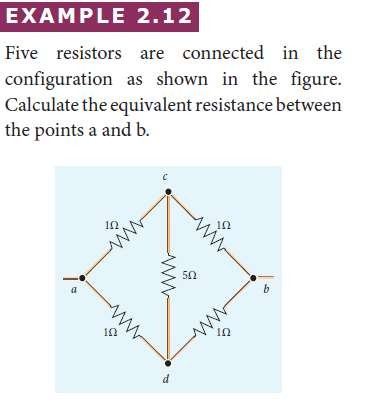 EXAMPLE 2.12
Five resistors are connected in the
configuration as shown in the figure.
Calculate the equivalent resistance between
the points a and b.
c
1Ω
1Ω
5Ω
a
b
1Ω
1Ω
d